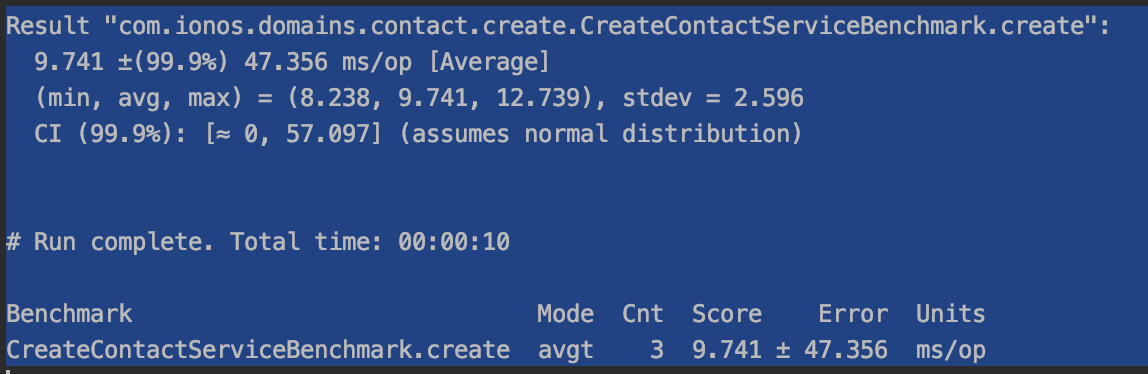 Result "com.ionos.domains.contact.create.CreateContactServiceBenchmark.create":
  9.741 ±(99.9%) 47.356 ms/op [Average]
  (min, avg, max) = (8.238, 9.741, 12.739), stdev = 2.596
  CI (99.9%): [≈ 0, 57.097] (assumes normal distribution)
# Run complete. Total time: 00:00:10
Benchmark                              Mode  Cnt  Score    Error  Units
CreateContactServiceBenchmark.create  avgt    3  9.741 ± 47.356  ms/op